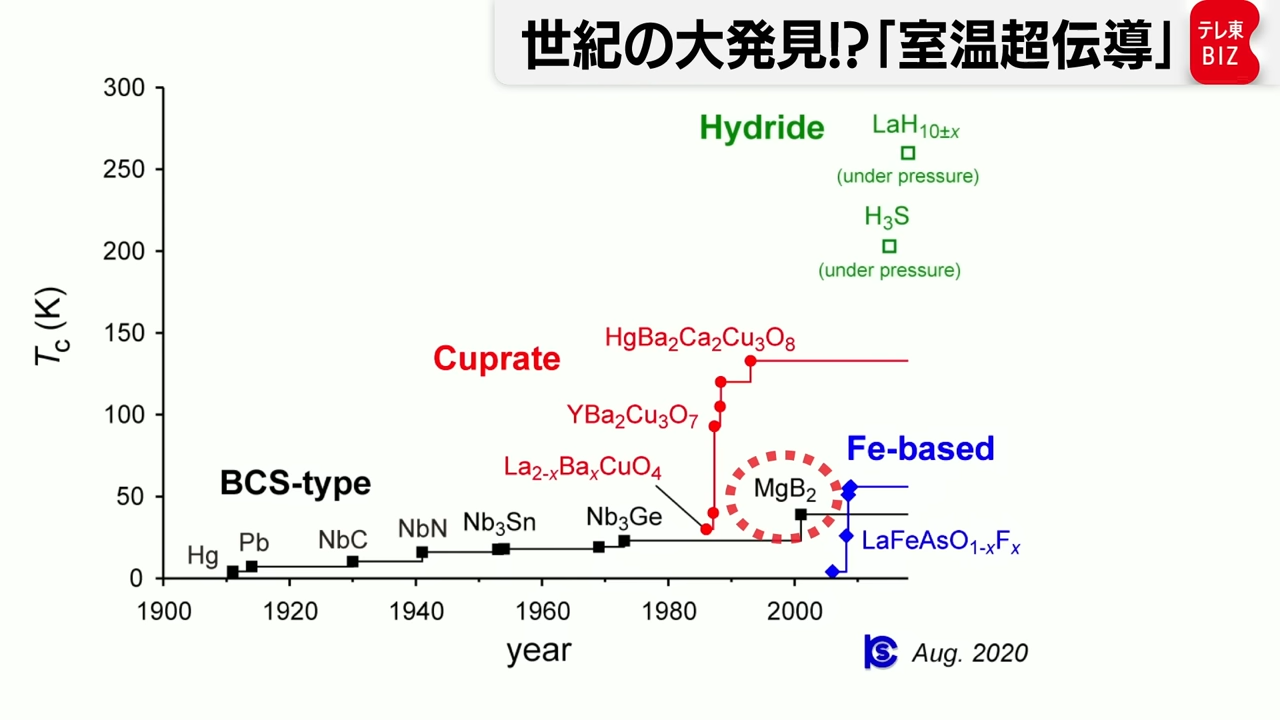 世紀の大発見!?「室温超伝導」
テレ東
BIZ
300
250
200
150
100
50
0
Tc (K)
Hydride
LaH10±x
(under pressure)
H3S
(under pressure)
HgBa2Ca2Cu3O8
Cuprate
YBa2Cu3O7
La2-xBaxCuO4
Fe-based
BCS-type
MgB2
Nb3Ge
Nb3Sn
NbN
NbC
Pb
Hg
LaFeAsO1-xFx
1900 1920 1940 1960 1980 2000
year
Aug. 2020